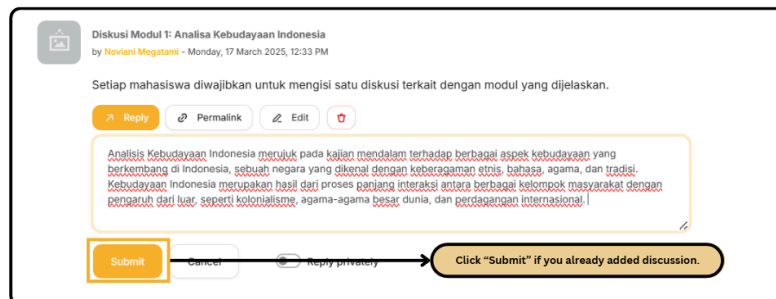 Diskusi Modul 1: Analisa Kebudayaan Indonesia
by Noviani Megatami - Monday, 17 March 2025, 12:33 PM
Setiap mahasiswa diwajibkan untuk mengisi satu diskusi terkait dengan modul yang dijelaskan.
Reply Permalink Edit
Analisis Kebudayaan Indonesia merujuk pada kajian mendalam terhadap berbagai aspek kebudayaan yang
berkembang di Indonesia, sebuah negara yang dikenal dengan keberagaman etnis, bahasa, agama, dan tradisi.
Kebudayaan Indonesia merupakan hasil dari proses panjang interaksi antara berbagai kelompok masyarakat dengan
pengaruh dari luar, seperti kolonialisme, agama-agama besar dunia, dan perdagangan internasional.
Submit Cancel Reply privately Click “Submit” if you already added discussion.